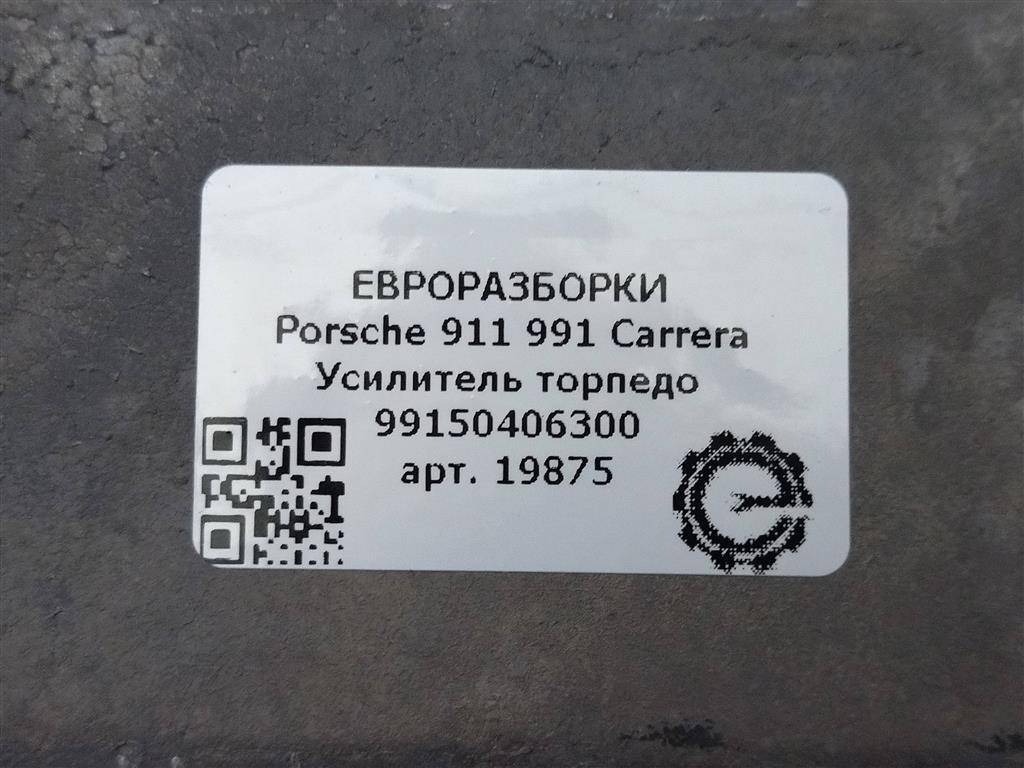 ЕВРОРАЗБОРКИ
Porsche 911 991 Carrera
Усилитель торпедо
99150406300
арт. 19875